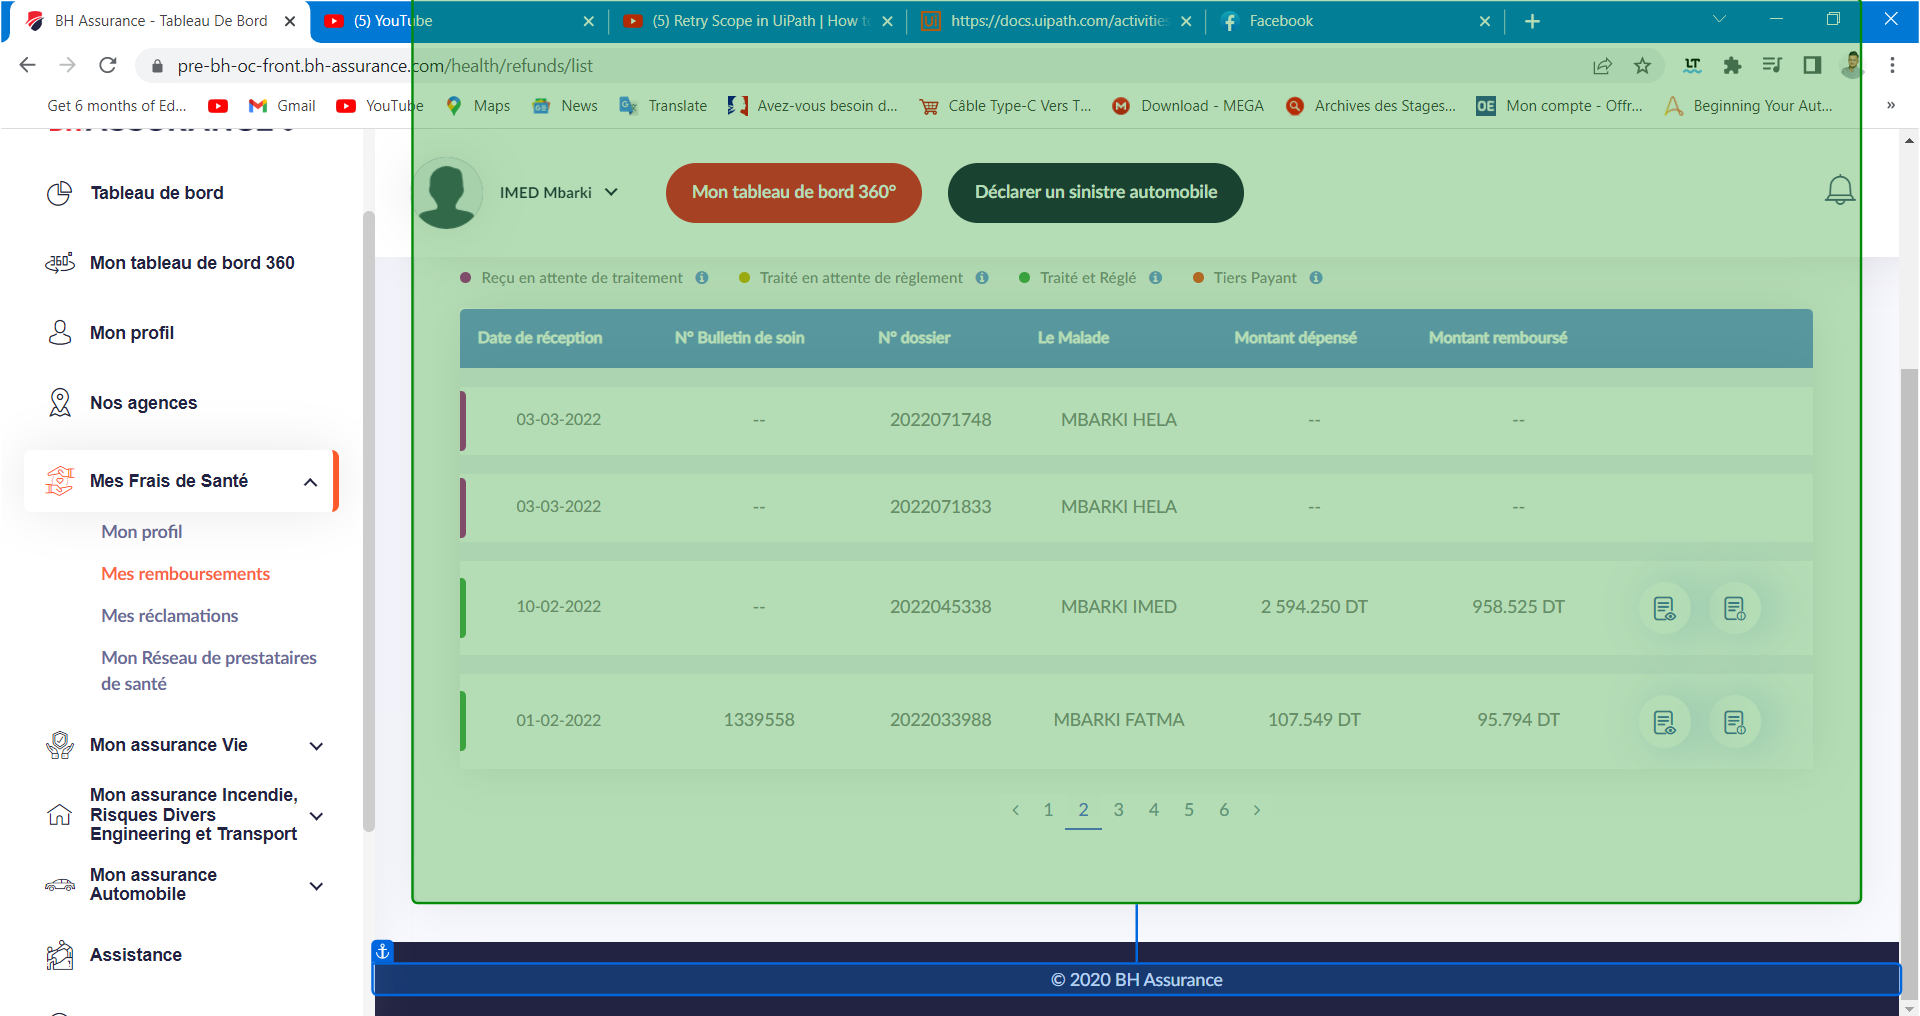 BH Assurance - Tableau De Bord
(5) YouTube
(5) Retry Scope in UiPath | How t
https://docs.uipath.com/activities
Facebook
pre-bh-oc-front.bh-assurance.com/health/refunds/list
Get 6 months of Ed...
Gmail
YouTube
Maps
News
Translate
Avez-vous besoin d...
Câble Type-C Vers T...
Download - MEGA
Archives des Stages...
Mon compte - Offr...
Beginning Your Aut...
»
BH ASSURANCE
IMED Mbarki
Mon tableau de bord 360°
Déclarer un sinistre automobile
Tableau de bord
Mon tableau de bord 360
Mon profil
Nos agences
Mes Frais de Santé
Mon profil
Mes remboursements
Mes réclamations
Mon Réseau de prestataires
de santé
Mon assurance Vie
Mon assurance Incendie,
Risques Divers
Engineering et Transport
Mon assurance
Automobile
Assistance
Reçu en attente de traitement
Traité en attente de règlement
Traité et Réglé
Tiers Payant
Date de réception N° Bulletin de soin N° dossier Le Malade Montant dépensé Montant remboursé
03-03-2022 -- 2022071748 MBARKI HELA -- --
03-03-2022 -- 2022071833 MBARKI HELA -- --
10-02-2022 -- 2022045338 MBARKI IMED 2 594.250 DT 958.525 DT
01-02-2022 1339558 2022033988 MBARKI FATMA 107.549 DT 95.794 DT
< 1 2 3 4 5 6 >
© 2020 BH Assurance